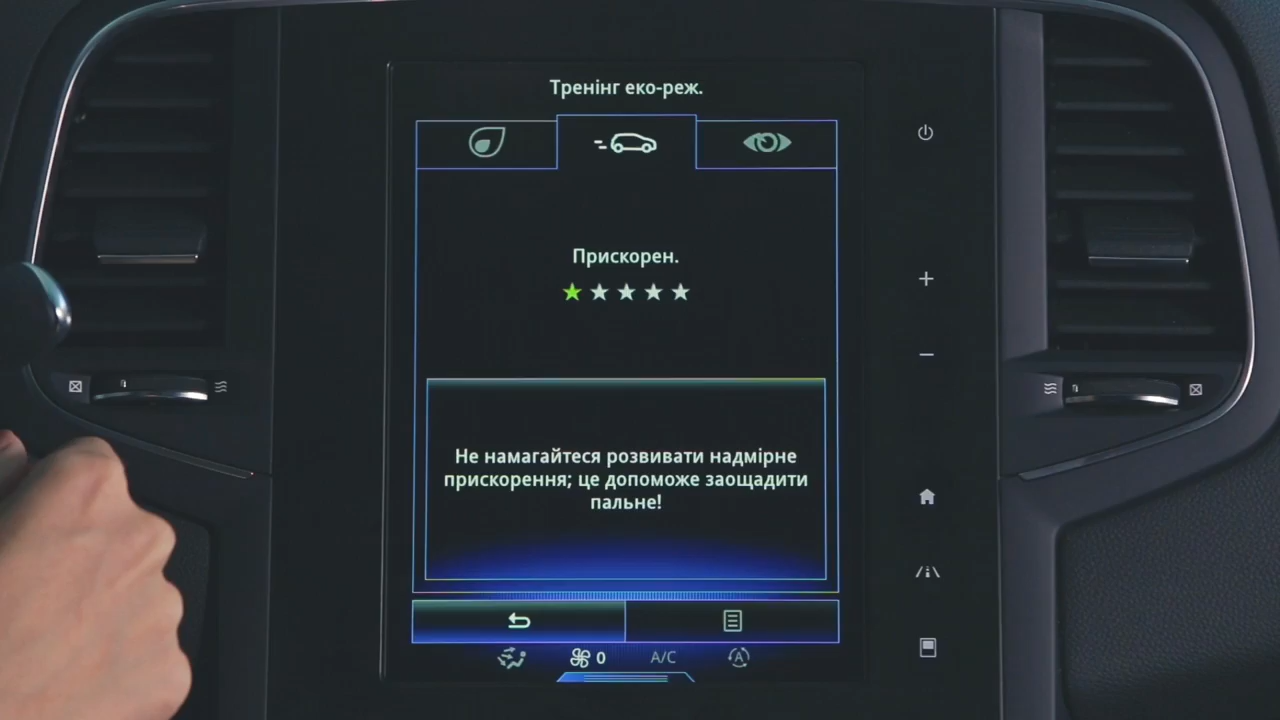 Тренінг еко-реж.
Прискорен.
Не намагайтеся розвивати надмірне
прискорення; це допоможе заощадити
пальне!
0
A/C
A